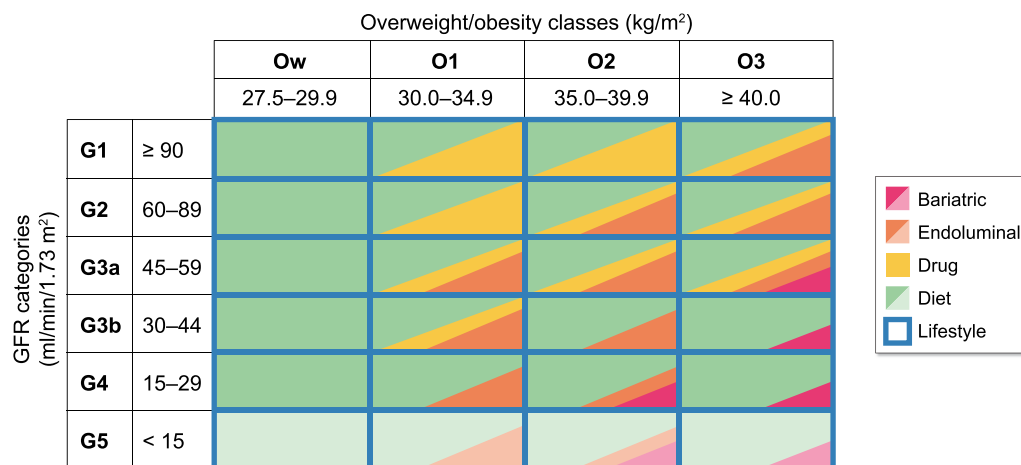 Overweight/obesity classes (kg/m²)
Ow O1 O2 O3
27.5–29.9 30.0–34.9 35.0–39.9 ≥ 40.0
GFR categories
(ml/min/1.73 m²)
G1 ≥ 90
G2 60–89
G3a 45–59
G3b 30–44
G4 15–29
G5 < 15
Bariatric
Endoluminal
Drug
Diet
Lifestyle